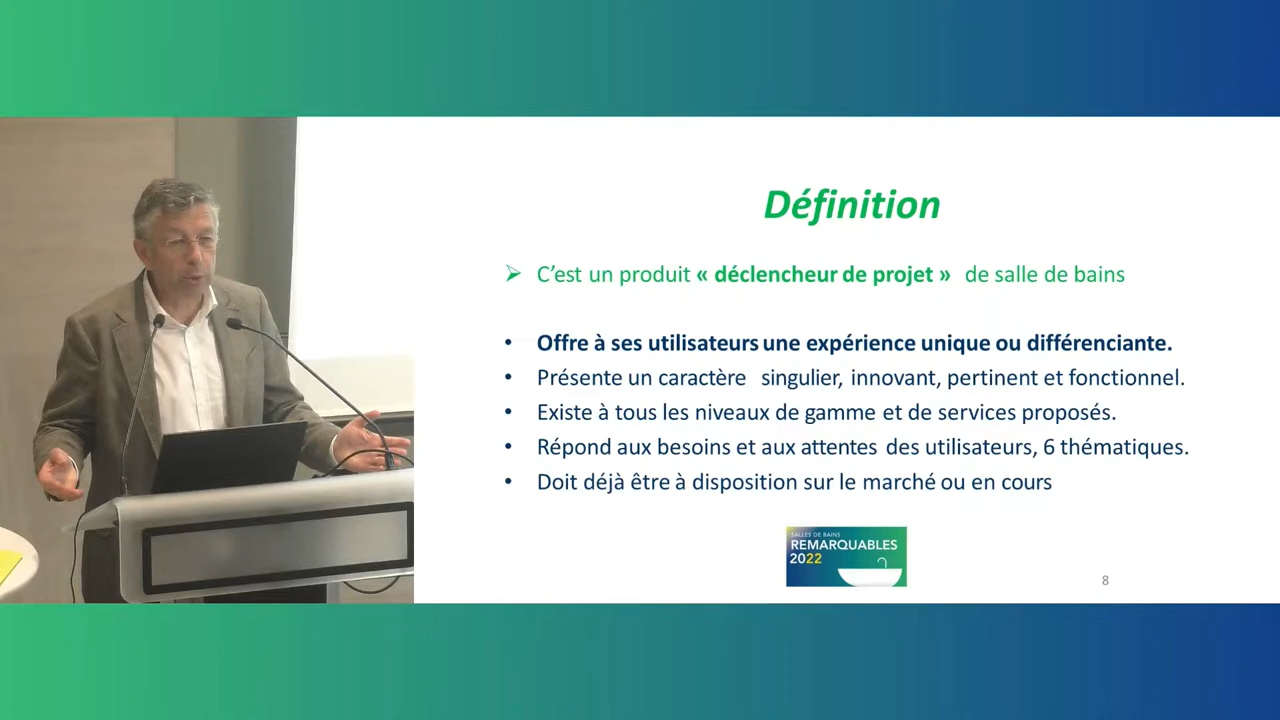 Définition
➢ C’est un produit « déclencheur de projet » de salle de bains
• Offre à ses utilisateurs une expérience unique ou différenciante.
• Présente un caractère singulier, innovant, pertinent et fonctionnel.
• Existe à tous les niveaux de gamme et de services proposés.
• Répond aux besoins et aux attentes des utilisateurs, 6 thématiques.
• Doit déjà être à disposition sur le marché ou en cours
SALLES DE BAINS
REMARQUABLES
2022
8